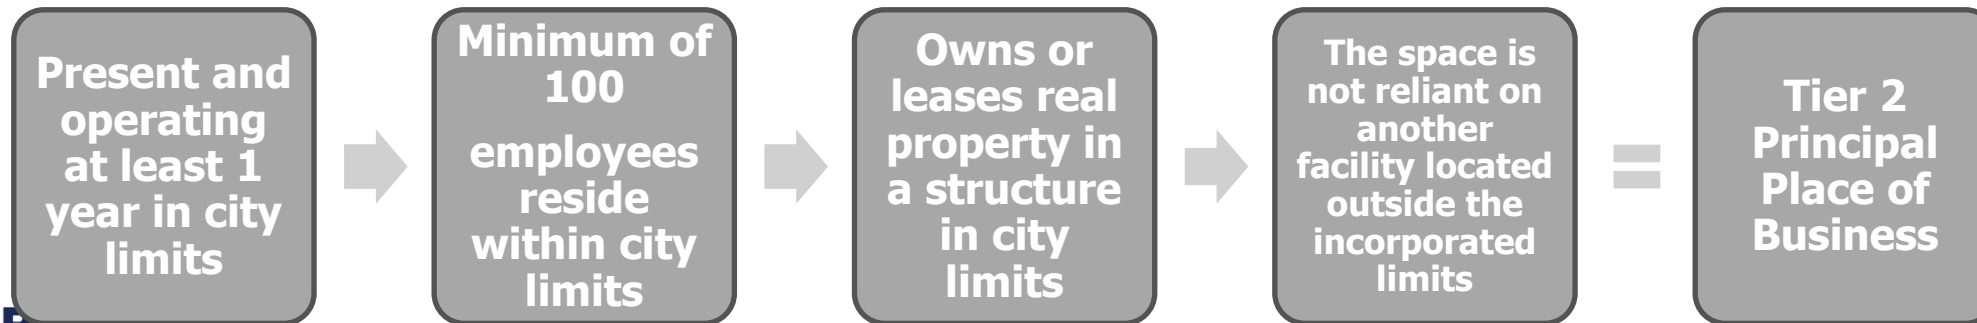 Present and
operating
at least 1
year in city
limits
Minimum of
100
employees
reside
within city
limits
Owns or
leases real
property in
a structure
in city
limits
The space is
not reliant on
another
facility located
outside the
incorporated
limits
Tier 2
Principal
Place of
Business